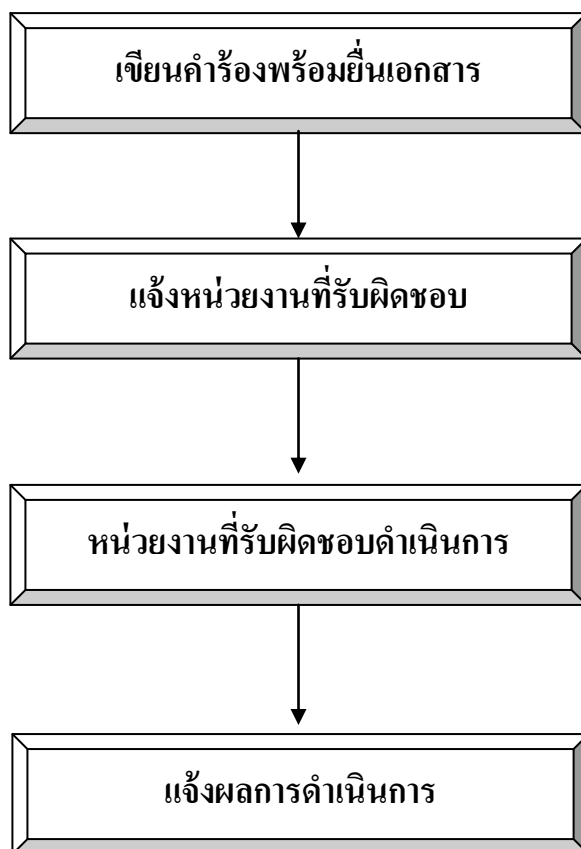 เขียนคำร้องพร้อมยื่นเอกสาร
แจ้งหน่วยงานที่รับผิดชอบ
หน่วยงานที่รับผิดชอบดำเนินการ
แจ้งผลการดำเนินการ